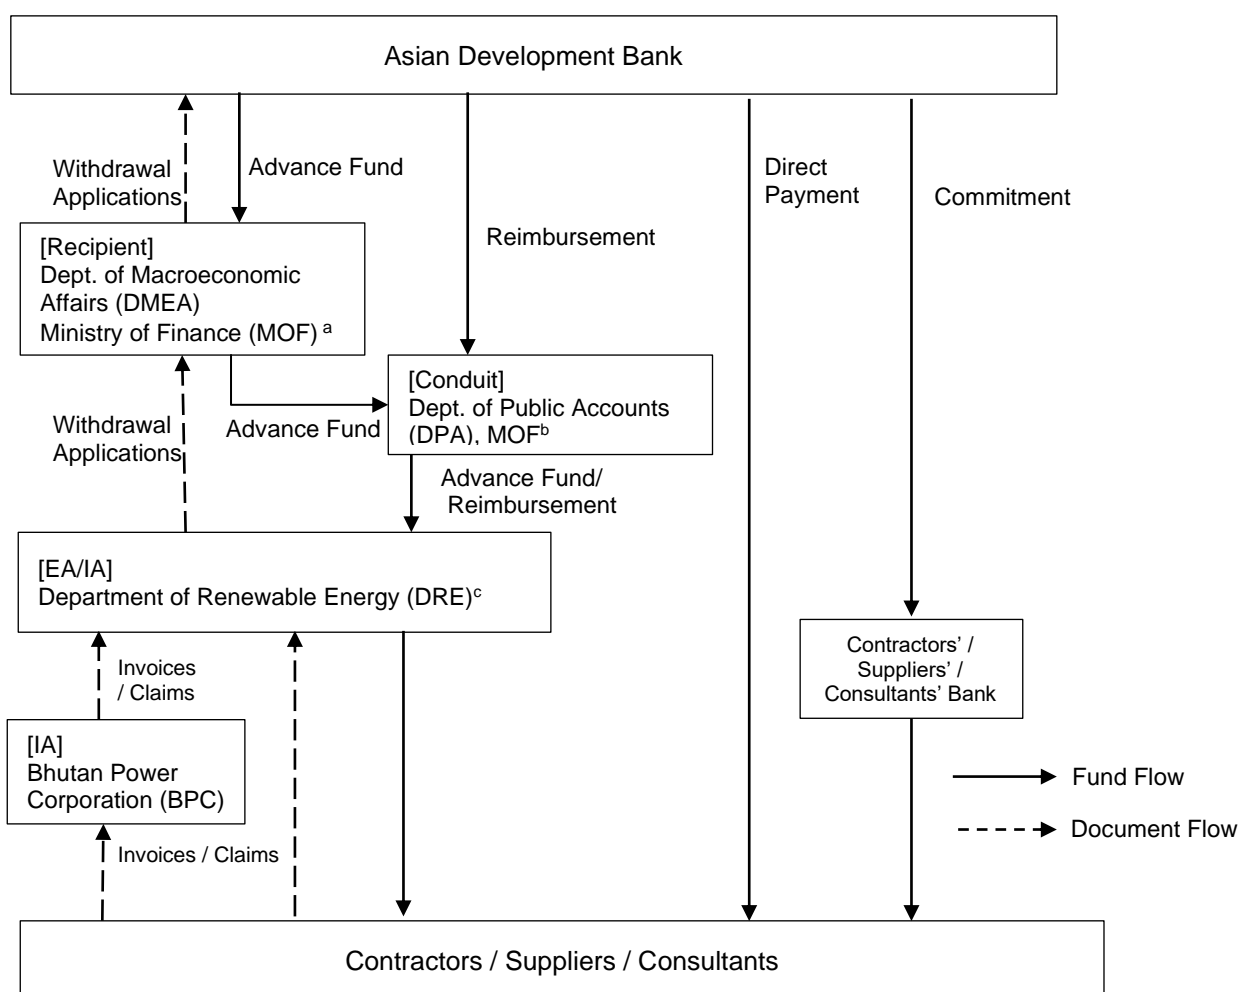 Asian Development Bank
Withdrawal
Applications
Advance Fund
Direct
Payment
Commitment
Reimbursement
[Recipient]
Dept. of Macroeconomic
Affairs (DMEA)
Ministry of Finance (MOF) a
[Conduit]
Dept. of Public Accounts
(DPA), MOFb
Withdrawal
Applications
Advance Fund
Advance Fund/
Reimbursement
[EA/IA]
Department of Renewable Energy (DRE)c
Contractors’ /
Suppliers’ /
Consultants’ Bank
Invoices
/ Claims
[IA]
Bhutan Power
Corporation (BPC)
Fund Flow
Document Flow
Invoices / Claims
Contractors / Suppliers / Consultants